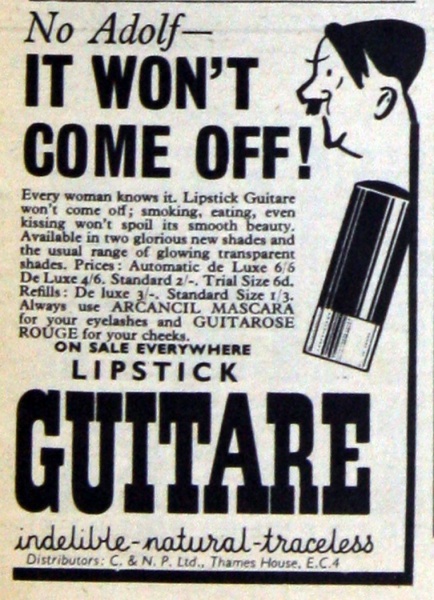 No Adolf—
IT WON'T
COME OFF!
Every woman knows it. Lipstick Guitare
won't come off; smoking, eating, even
kissing won't spoil its smooth beauty.
Available in two glorious new shades and
the usual range of glowing transparent
shades. Prices: Automatic de Luxe 6/6
De Luxe 4/6. Standard 2/-. Trial Size 6d.
Refills: De luxe 3/-. Standard Size 1/3.
Always use ARCANCIL MASCARA
for your eyelashes and GUITAROSE
ROUGE for your cheeks.
ON SALE EVERYWHERE
LIPSTICK
GUITARE
indelible-natural-traceless
Distributors: C. & N. P. Ltd., Thames House, E.C.4